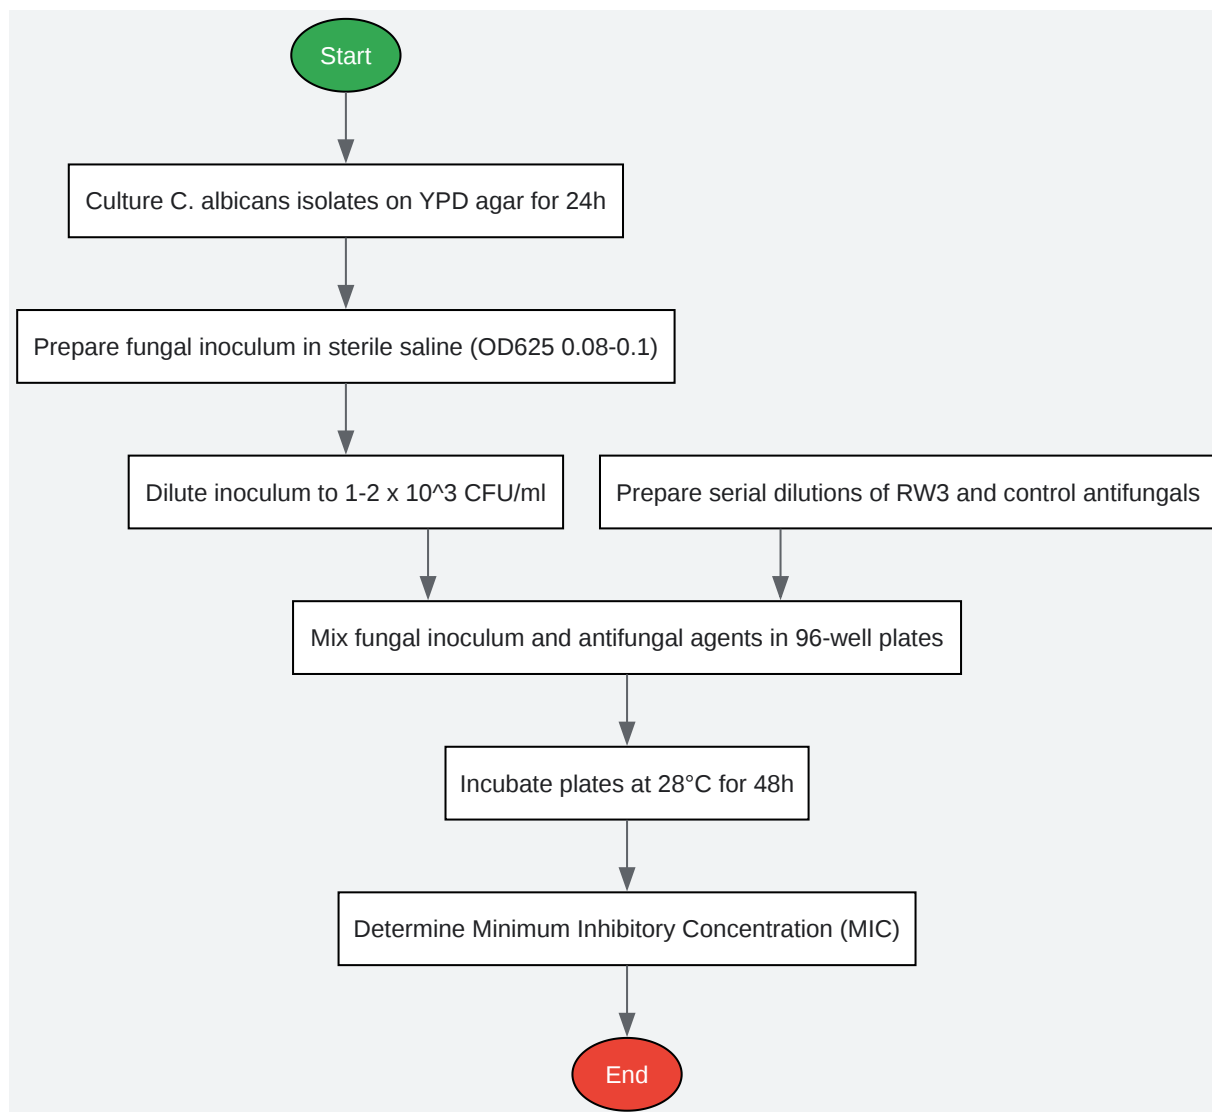 Start
Culture C. albicans isolates on YPD agar for 24h
Prepare fungal inoculum in sterile saline (OD625 0.08-0.1)
Dilute inoculum to 1-2 x 10^3 CFU/ml
Prepare serial dilutions of RW3 and control antifungals
Mix fungal inoculum and antifungal agents in 96-well plates
Incubate plates at 28°C for 48h
Determine Minimum Inhibitory Concentration (MIC)
End